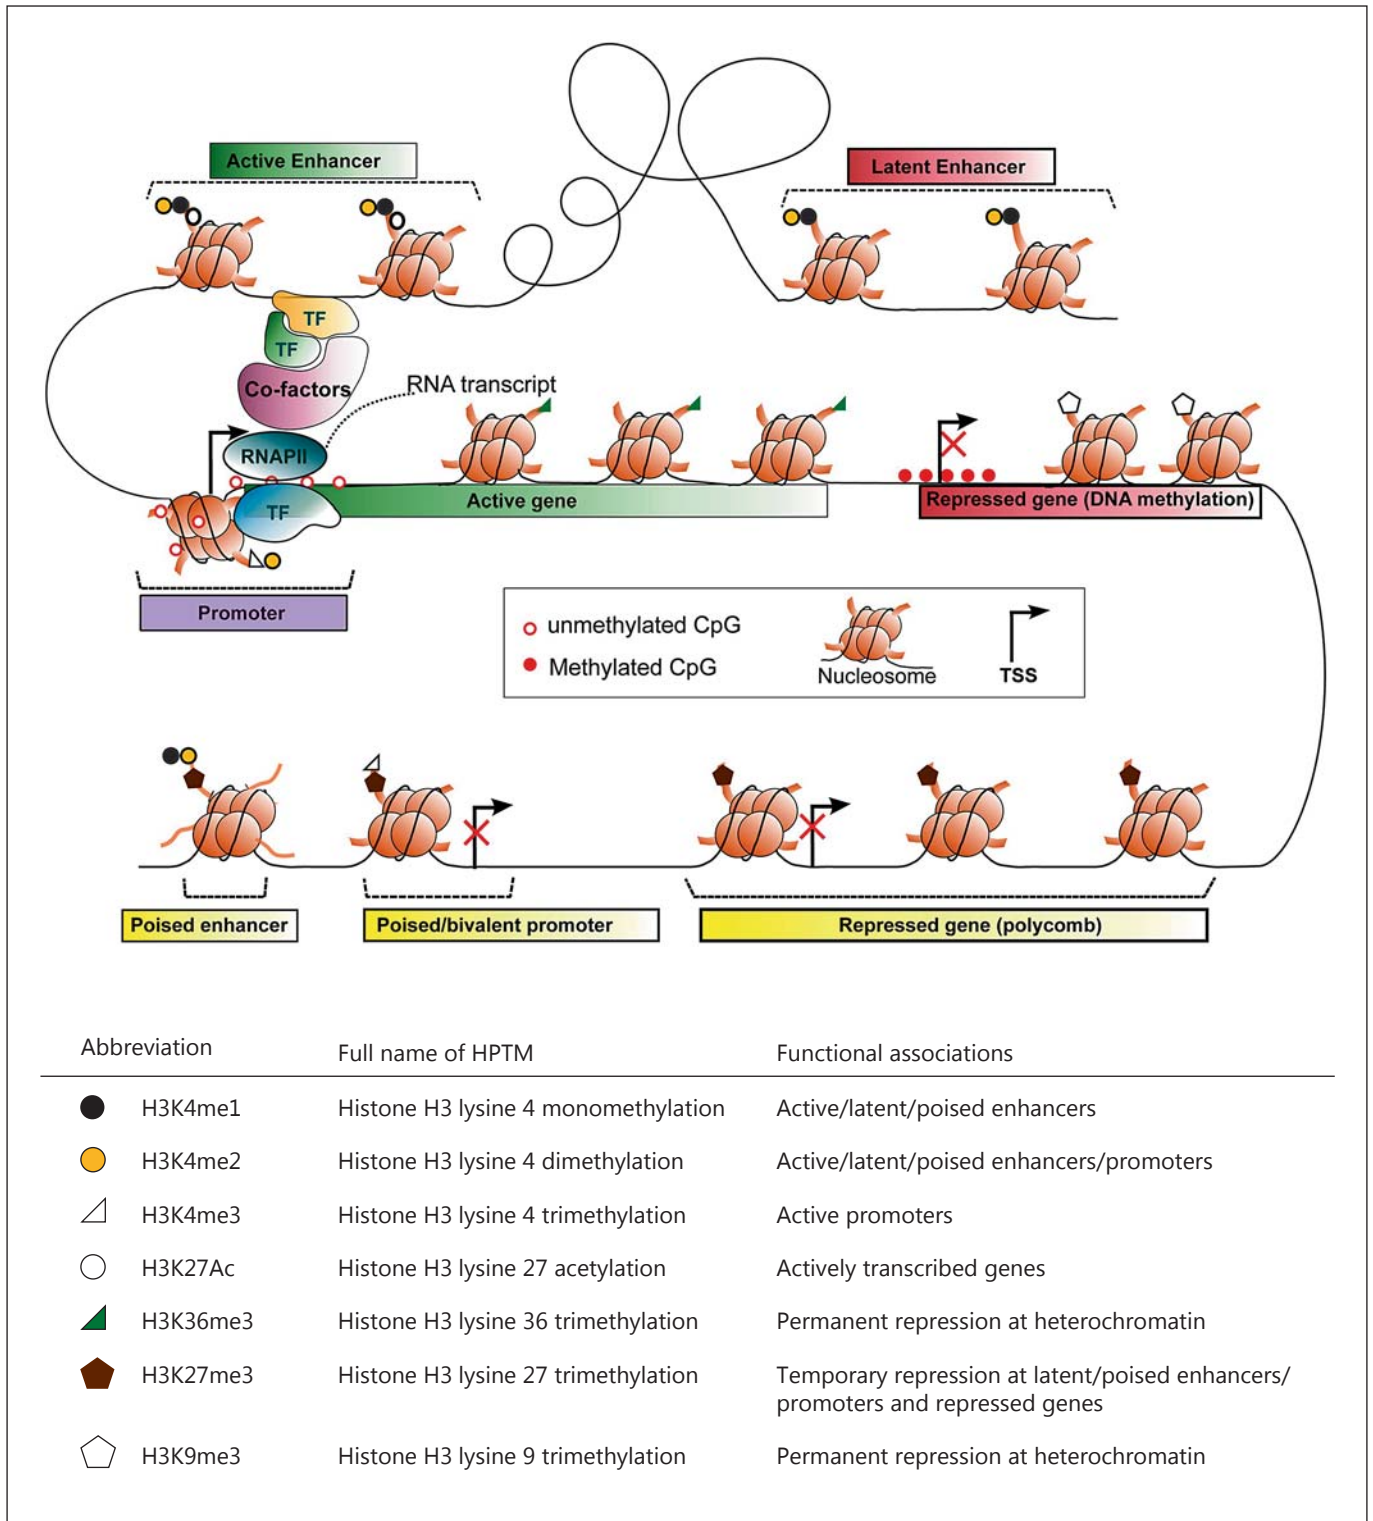 Active Enhancer
Latent Enhancer
TF
TF
Co-factors
RNA transcript
RNAPII
TF
Active gene
Repressed gene (DNA methylation)
Promoter
unmethylated CpG
Methylated CpG
Nucleosome
TSS
Poised enhancer
Poised/bivalent promoter
Repressed gene (polycomb)
Abbreviation Full name of HPTM Functional associations
H3K4me1 Histone H3 lysine 4 monomethylation Active/latent/poised enhancers
H3K4me2 Histone H3 lysine 4 dimethylation Active/latent/poised enhancers/promoters
H3K4me3 Histone H3 lysine 4 trimethylation Active promoters
H3K27Ac Histone H3 lysine 27 acetylation Actively transcribed genes
H3K36me3 Histone H3 lysine 36 trimethylation Permanent repression at heterochromatin
H3K27me3 Histone H3 lysine 27 trimethylation Temporary repression at latent/poised enhancers/
promoters and repressed genes
H3K9me3 Histone H3 lysine 9 trimethylation Permanent repression at heterochromatin